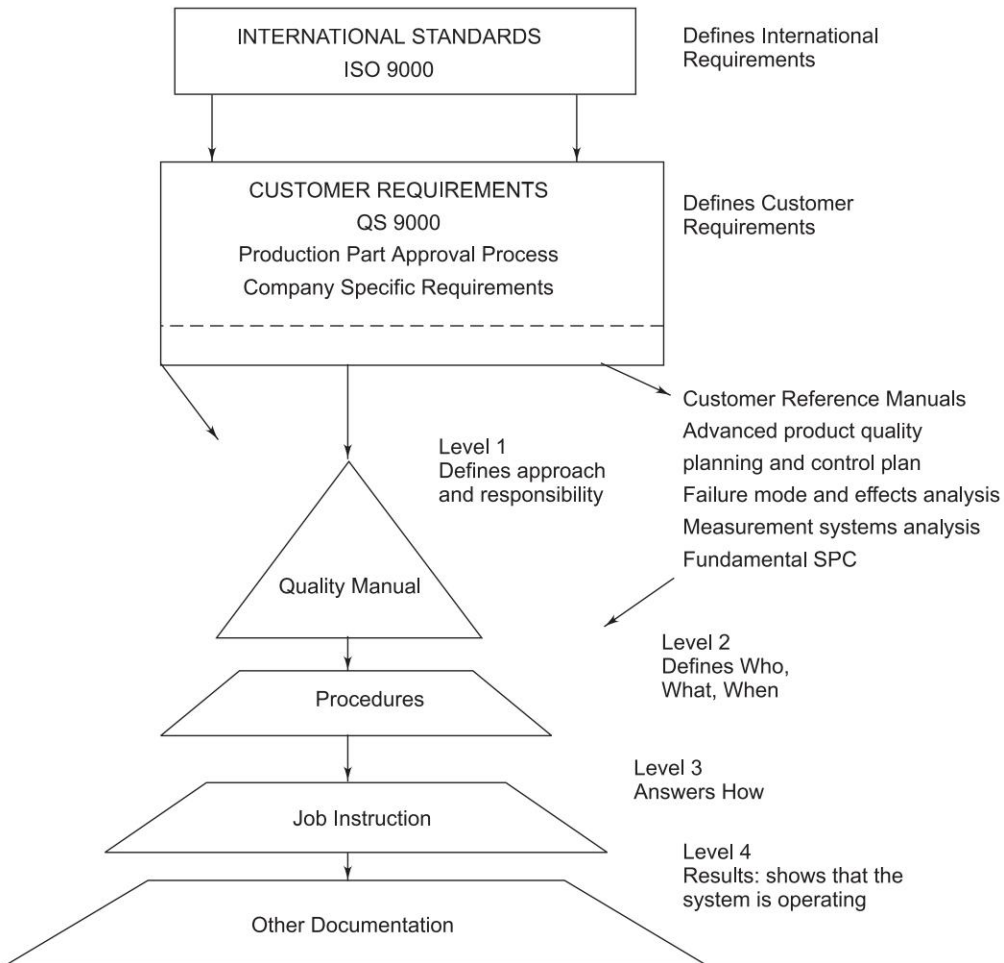 INTERNATIONAL STANDARDS
ISO 9000
Defines International
Requirements
CUSTOMER REQUIREMENTS
QS 9000
Production Part Approval Process
Company Specific Requirements
Defines Customer
Requirements
Customer Reference Manuals
Advanced product quality
planning and control plan
Failure mode and effects analysis
Measurement systems analysis
Fundamental SPC
Level 1
Defines approach
and responsibility
Quality Manual
Level 2
Defines Who,
What, When
Procedures
Level 3
Answers How
Job Instruction
Level 4
Results: shows that the
system is operating
Other Documentation